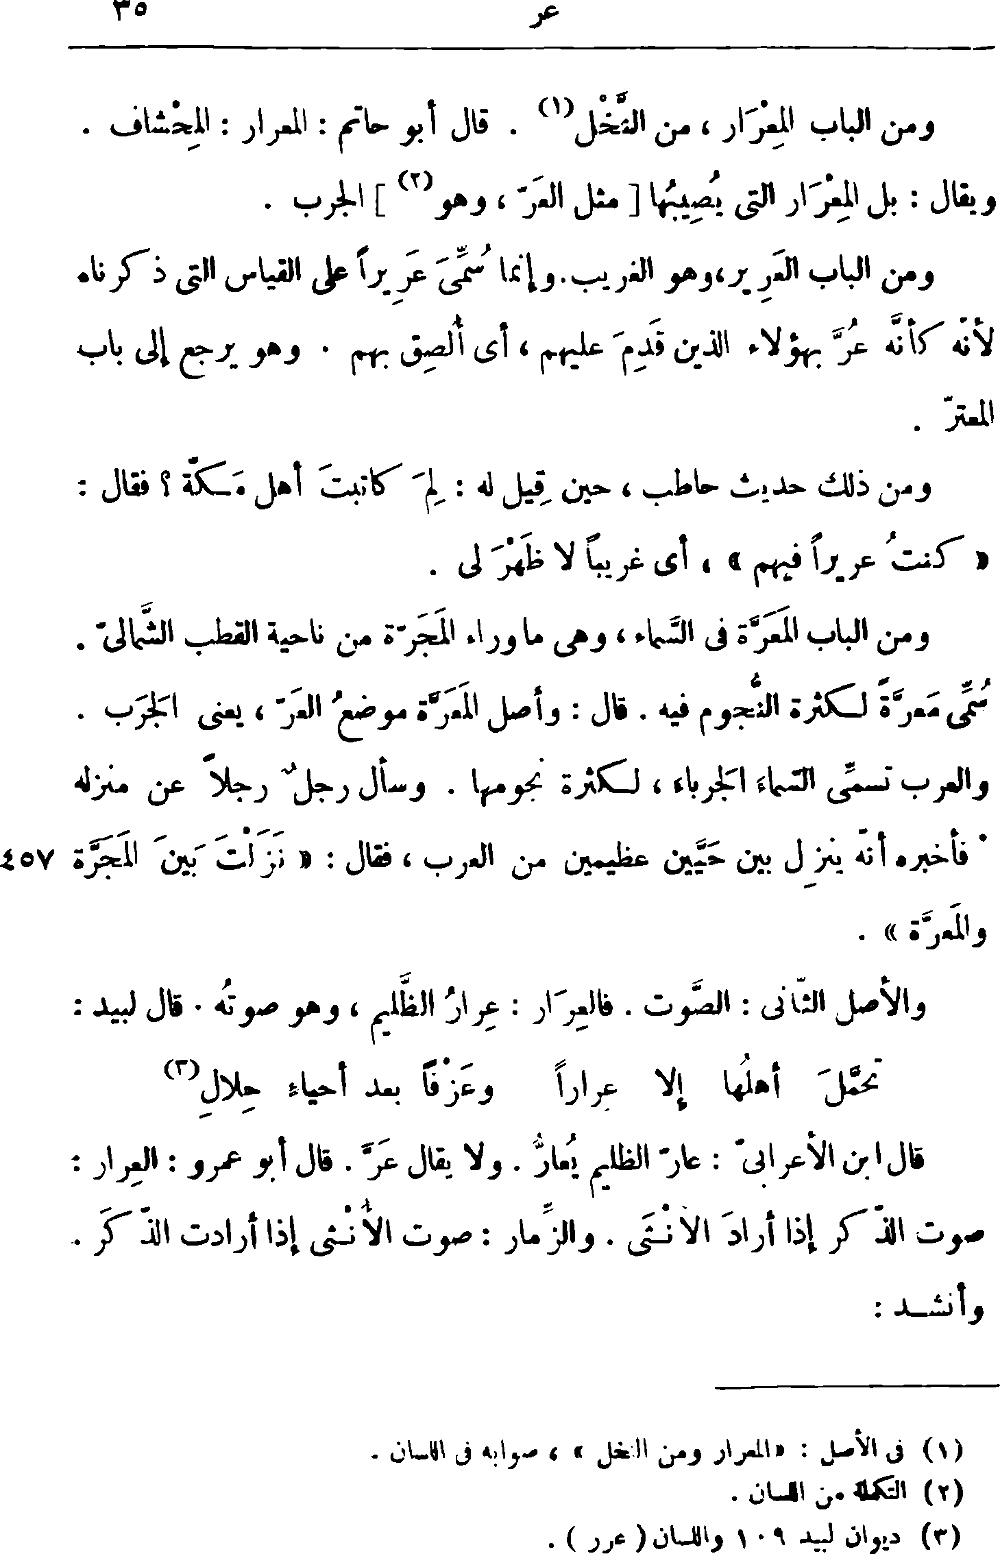 عر ٣٥
ومن الباب المِعْرَار ، من النَّخْل(١) . قال أبو حاتم : المعرار : المِحْشاف .
ويقال : بل المِعْرَار التى يُصِيبُها [ مثل العَرّ ، وهو(٢) ] الجرب .
ومن الباب العَرِير،وهو الغريب.وإنما سُمِّىَ عَرِيراً على القياس التى ذكرناه
لأنّه كأنَّه عُرَّ بهؤلاء الذين قَدِمَ عليهم ، أى أُلصِق بهم . وهو يرجع إلى باب
المعترّ .
ومن ذلك حديث حاطب ، حين قِيل له : لِمَ كاتبتَ أهل مَكّة ؟ فقال :
« كنتُ عريراً فيهم » ، أى غريباً لا ظَهْرَ لى .
ومن الباب المَعَرَّة فى السَّماء ، وهى ما وراء المَجَرّة من ناحية القطب الشَّمالىّ .
سُمِّى مَعرَّةً لكثرة النُّجوم فيه . قال : وأصل المَعَرَّة موضعُ العَرّ ، يعنى الجَرَب .
والعرب تسمِّى السّماءَ الجَرباء ، لكثرة نجومها . وسأل رجلٌ رجلاً عن منزله
ْ فأخبره أنّه ينزِل بين حَيَّين عظيمين من العرب ، فقال : « نَزَلْتَ بَينَ المَجَرَّة ٤٥٧
والمَعرَّة » .
والأصل الثّانى : الصَّوت . فالعِرَار : عِرارُ الظَّليم ، وهو صوتُه . قال لبيد :
تحمَّلَ أهلُها إلا عِراراً وعَزْفاً بعد أحياء حِلالِ(٣)
قال ابن الأعرابىّ : عارّ الظليم يُعارُّ . ولا يقال عَرَّ . قال أبو عمرو : العِرار :
صوت الذّكر إذا أرادَ الأنْثَى . والزِّمار : صوت الأُنْثى إذا أرادت الذّكَرَ .
وأنشد :
(١) فى الأصل : «المعرار ومن النخل » ، صوابه فى اللسان .
(٢) التكملة من اللسان .
(٣) ديوان لبيد ١٠٩ واللسان ( عرر ) .